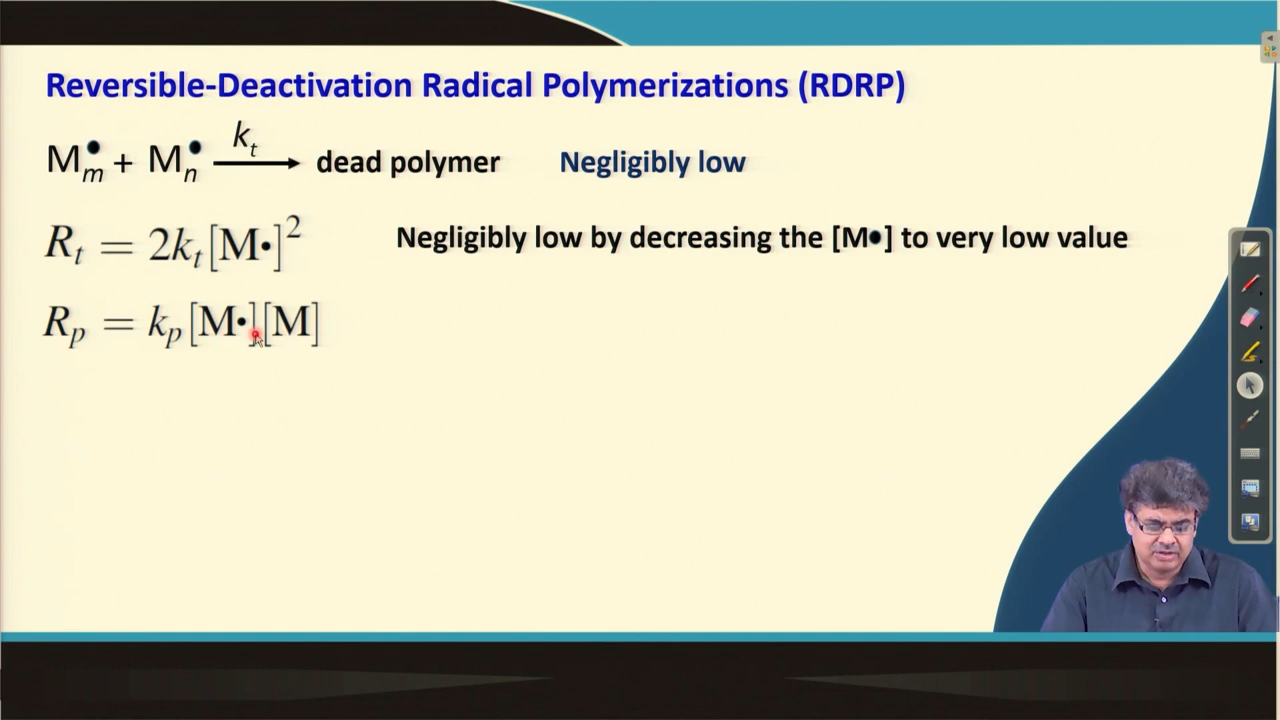 Reversible-Deactivation Radical Polymerizations (RDRP)
M•m + M•n kt dead polymer Negligibly low
Rt = 2kt[M•]2 Negligibly low by decreasing the [M•] to very low value
Rp = kp[M•][M]